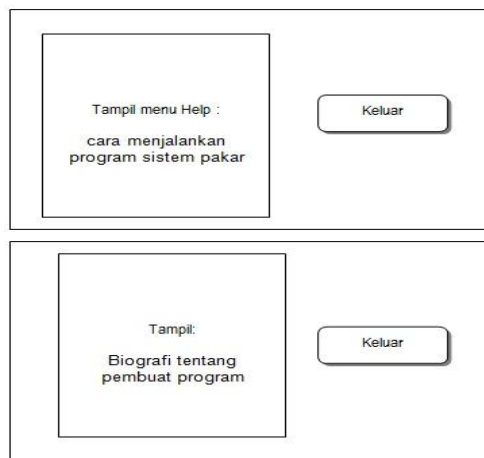 Tampil menu Help :
cara menjalankan
program sistem pakar
Keluar
Tampil:
Biografi tentang
pembuat program
Keluar